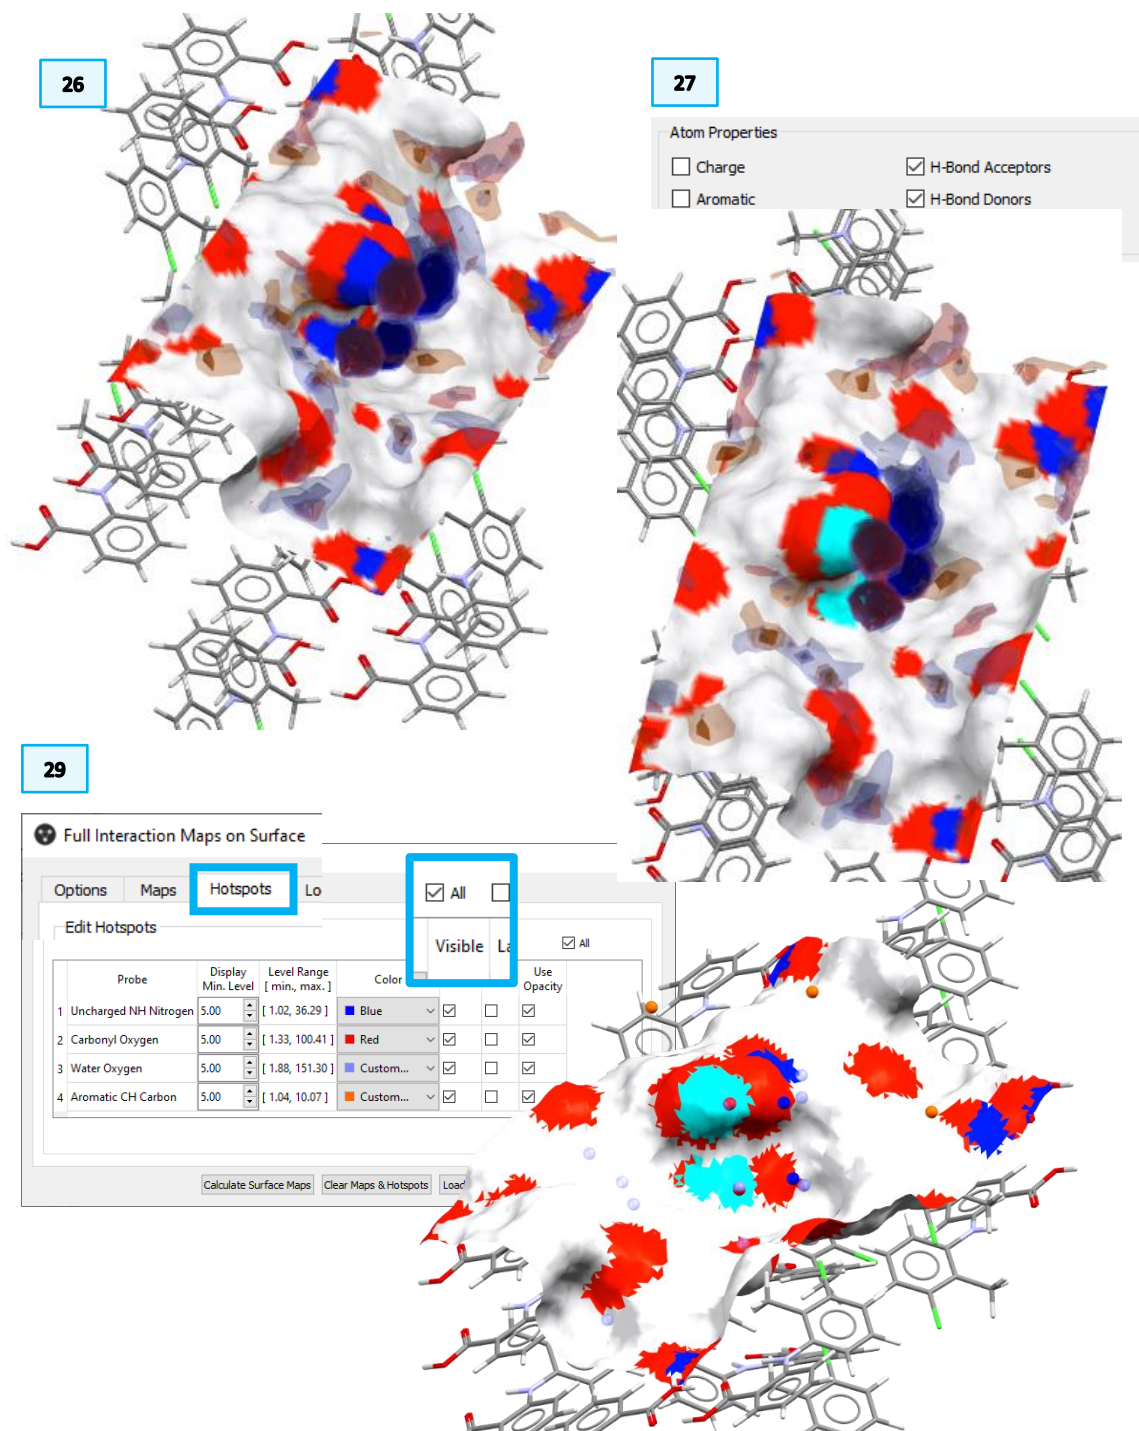 26
27
Atom Properties
Charge
H-Bond Acceptors
Aromatic
H-Bond Donors
29
Full Interaction Maps on Surface
Options Maps Hotspots Lo
All
Edit Hotspots
Visible La
All
Probe Display Min. Level Level Range [ min., max. ] Color Use Opacity
1 Uncharged NH Nitrogen 5.00 [ 1.02, 36.29 ] Blue
2 Carbonyl Oxygen 5.00 [ 1.33, 100.41 ] Red
3 Water Oxygen 5.00 [ 1.88, 151.30 ] Custom...
4 Aromatic CH Carbon 5.00 [ 1.04, 10.07 ] Custom...
Calculate Surface Maps Clear Maps & Hotspots Load